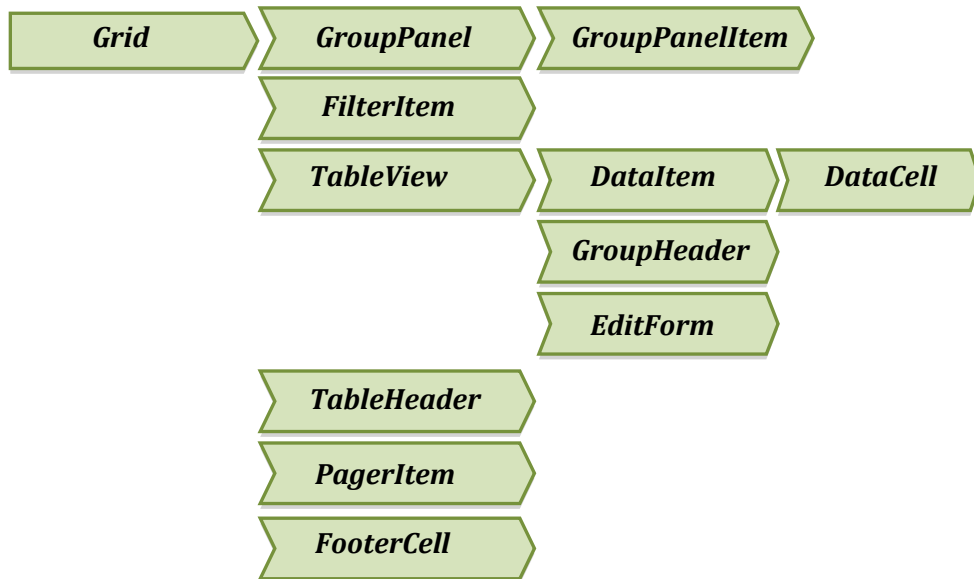 Grid GroupPanel GroupPanelItem
FilterItem
TableView DataItem DataCell
GroupHeader
EditForm
TableHeader
PagerItem
FooterCell